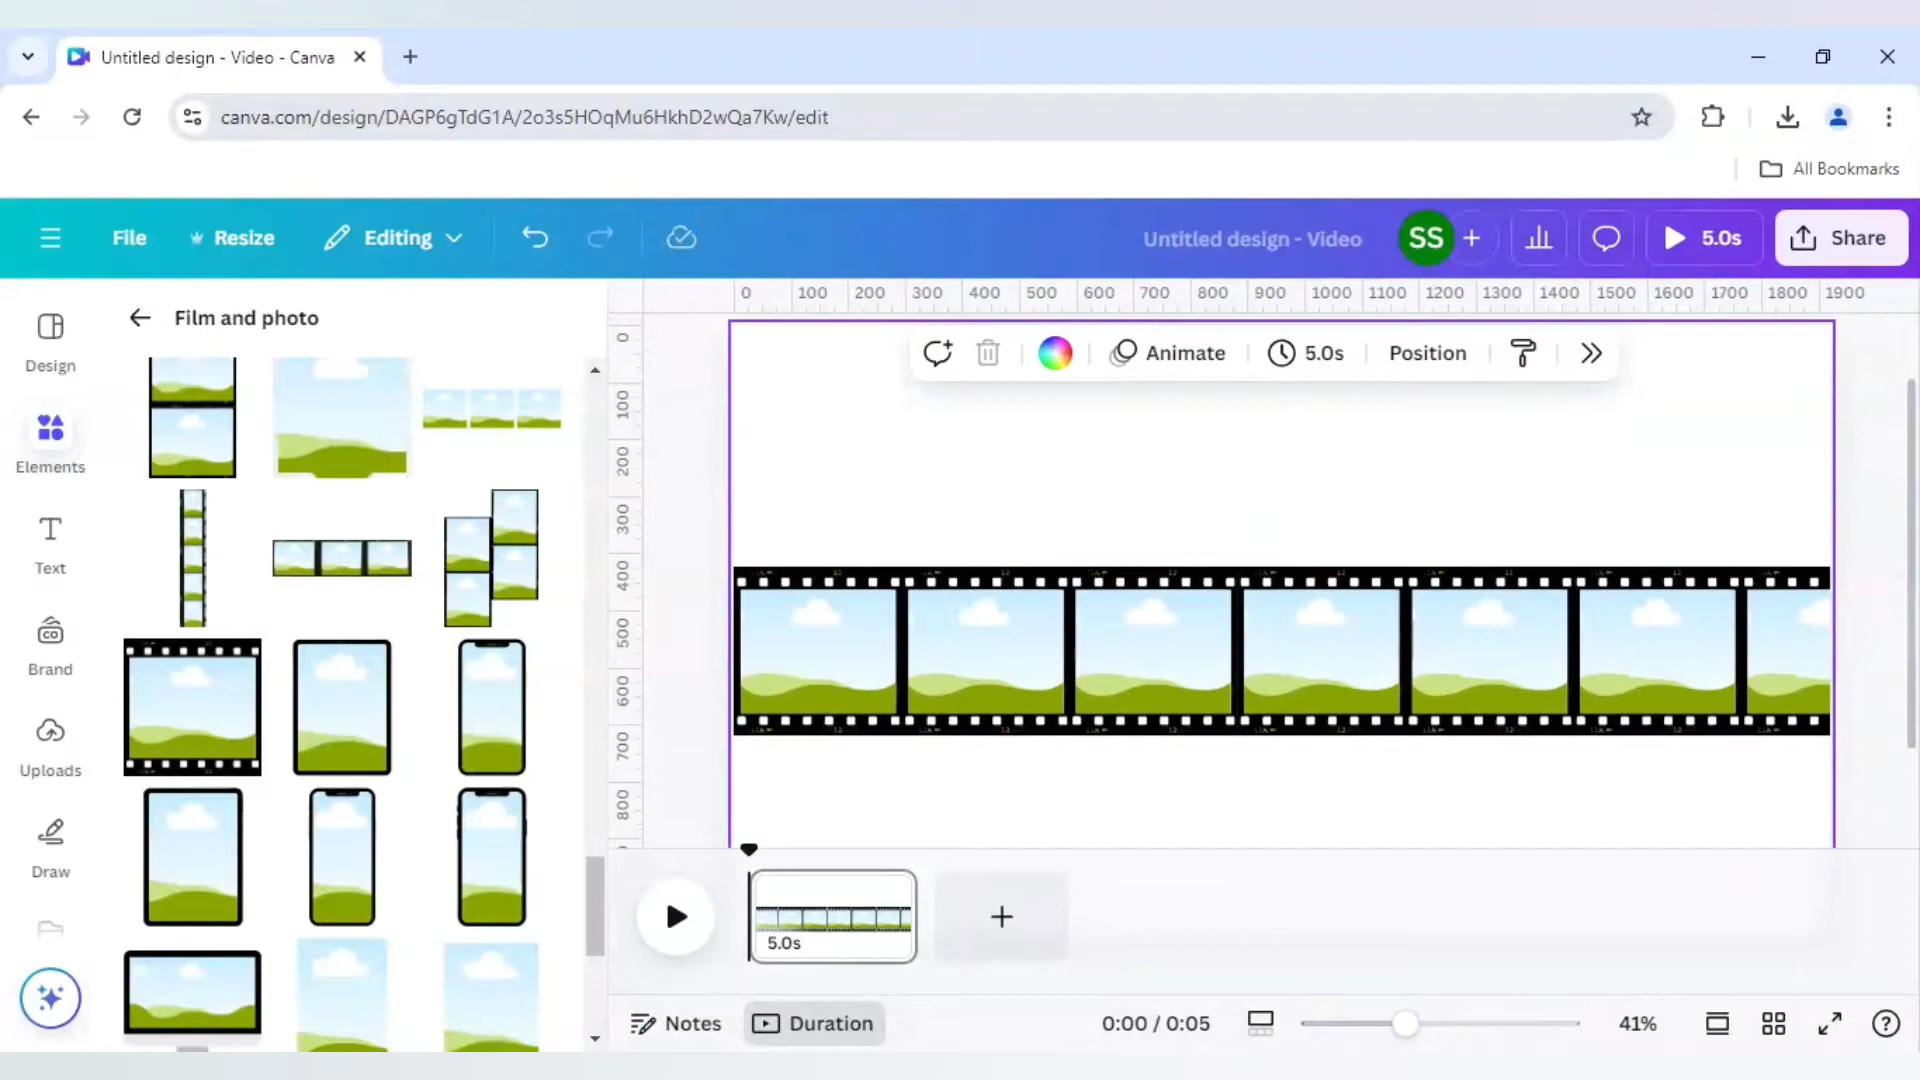 Untitled design - Video - Canva
canva.com/design/DAGP6gTdG1A/2o3s5HOqMu6HkhD2wQa7Kw/edit
All Bookmarks
File
Resize
Editing
Untitled design - Video
SS
5.0s
Share
Film and photo
Design
Elements
Text
Brand
CO
Uploads
Draw
0 100 200 300 400 500 600 700 800 900 1000 1100 1200 1300 1400 1500 1600 1700 1800 1900
0
100
200
300
400
500
600
700
800
Animate
5.0s
Position
5.0s
Notes
Duration
0:00 / 0:05
41%